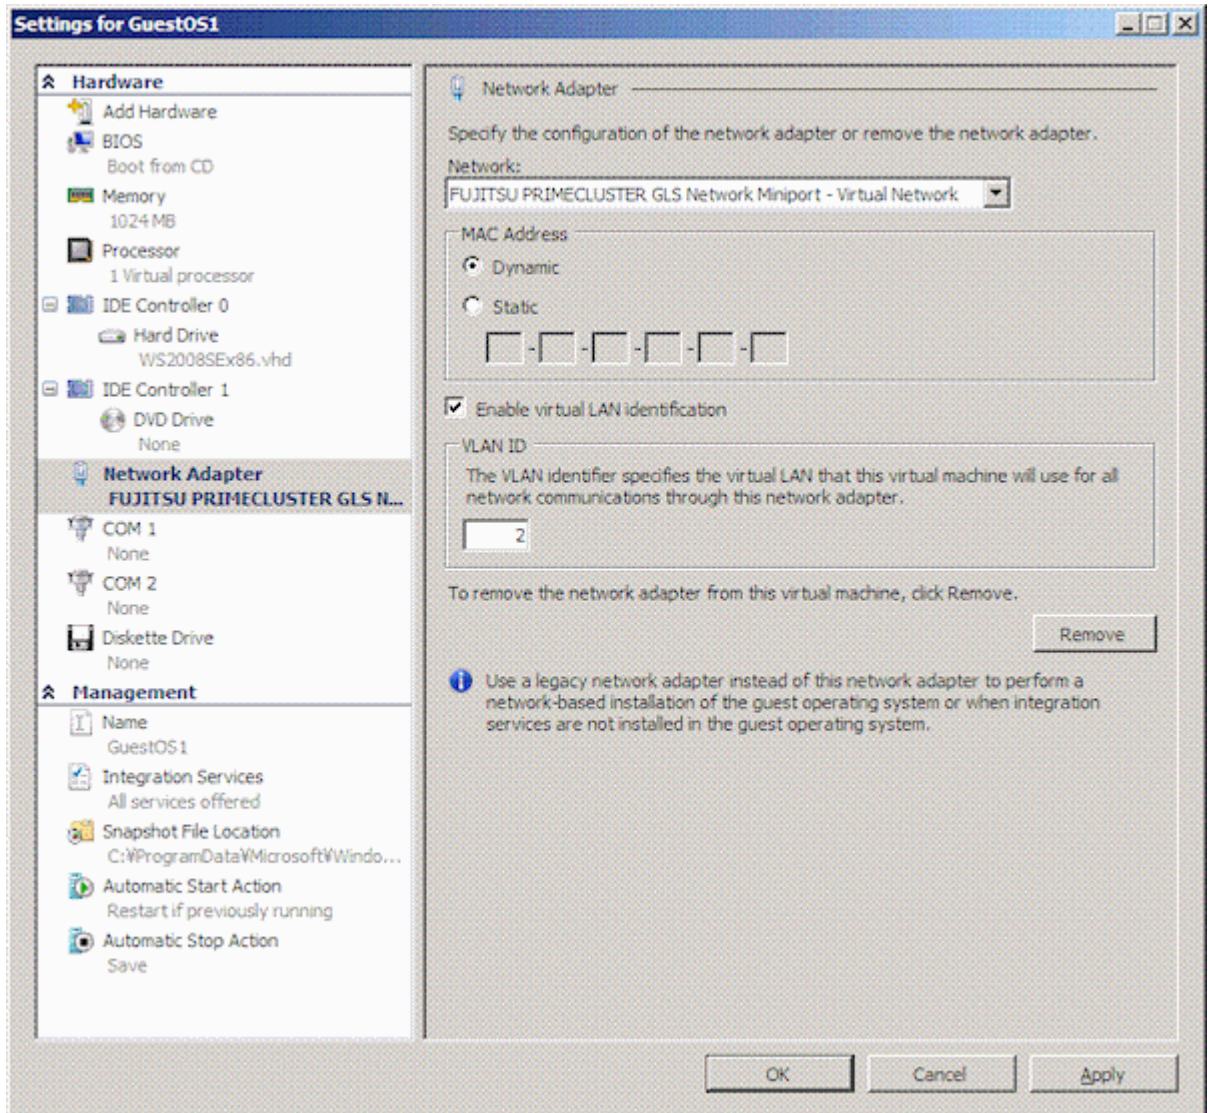 Settings for GuestOS1
Hardware
Add Hardware
BIOS
Boot from CD
Memory
1024 MB
Processor
1 Virtual processor
IDE Controller 0
Hard Drive
WS2008SEx86.vhd
IDE Controller 1
DVD Drive
None
Network Adapter
FUJITSU PRIMECLUSTER GLS N...
COM 1
None
COM 2
None
Diskette Drive
None
Management
Name
GuestOS1
Integration Services
All services offered
Snapshot File Location
C:¥ProgramData¥Microsoft¥Windo...
Automatic Start Action
Restart if previously running
Automatic Stop Action
Save
Network Adapter
Specify the configuration of the network adapter or remove the network adapter.
Network:
FUJITSU PRIMECLUSTER GLS Network Miniport - Virtual Network
MAC Address
Dynamic
Static
- - - - -
Enable virtual LAN identification
VLAN ID
The VLAN identifier specifies the virtual LAN that this virtual machine will use for all
network communications through this network adapter.
2
To remove the network adapter from this virtual machine, click Remove.
Remove
Use a legacy network adapter instead of this network adapter to perform a
network-based installation of the guest operating system or when integration
services are not installed in the guest operating system.
OK
Cancel
Apply